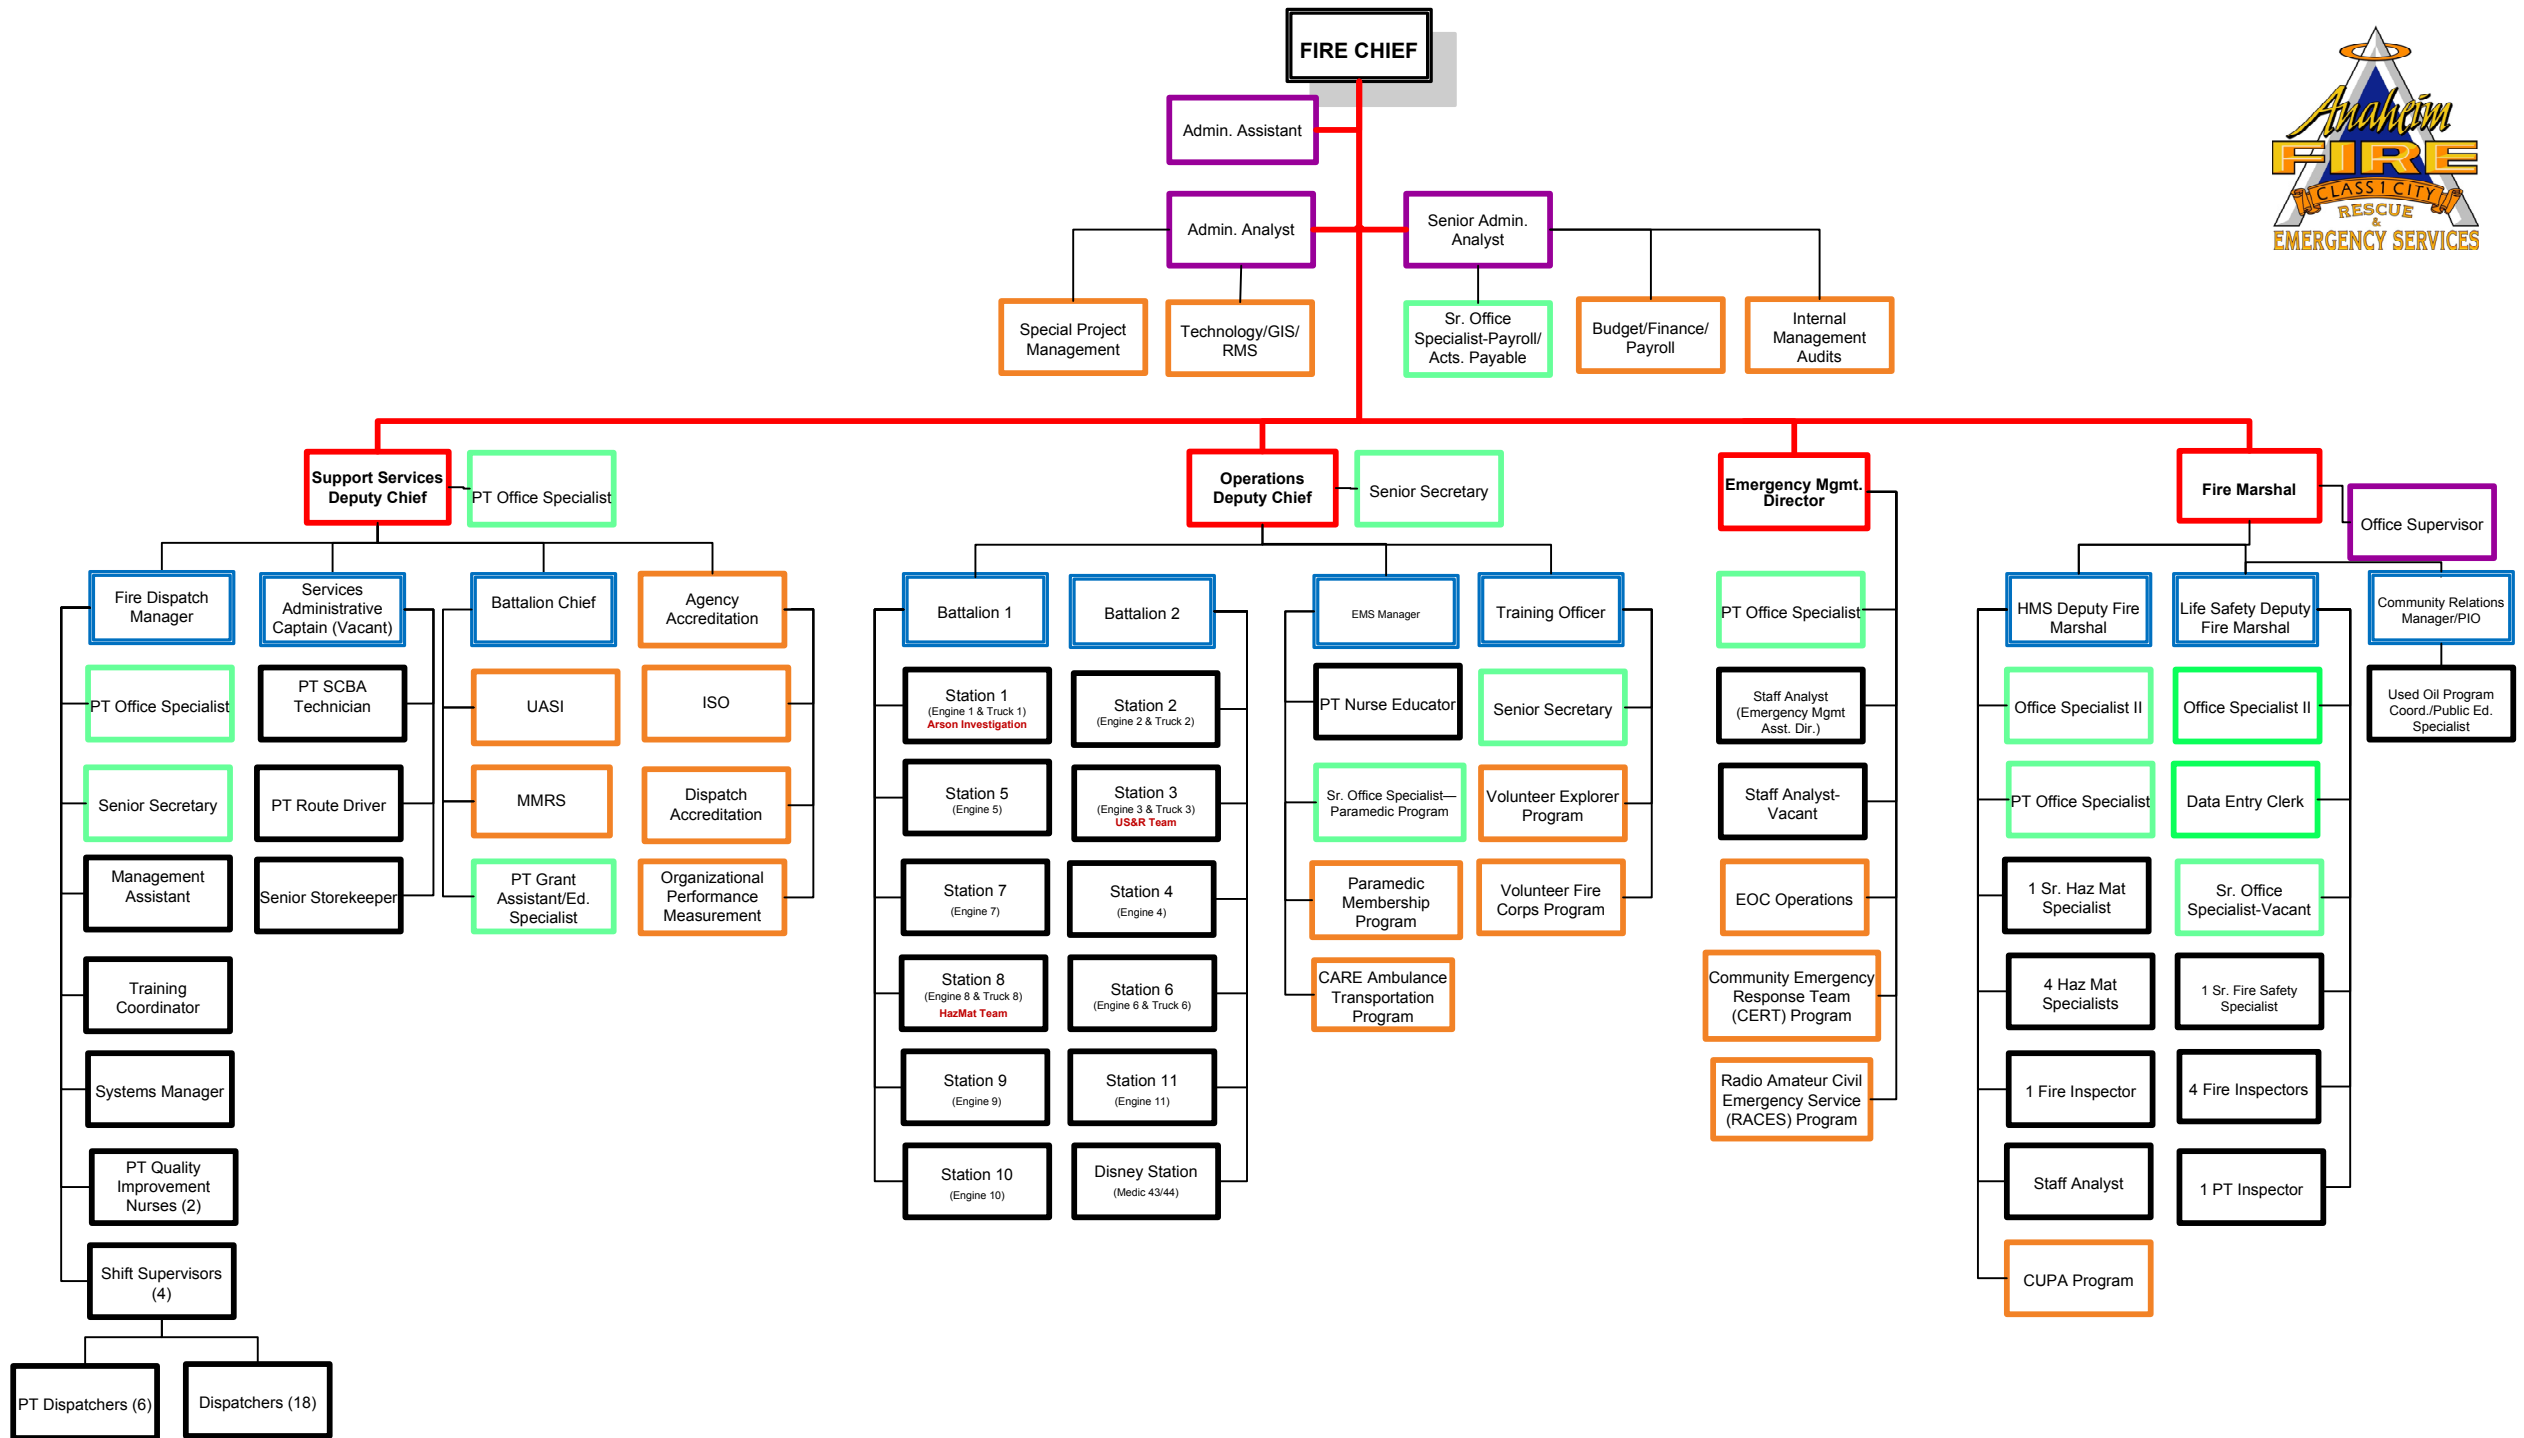 FIRE CHIEF
Anaheim
FIRE
CLASS 1 CITY
RESCUE
&
EMERGENCY SERVICES
Admin. Assistant
Admin. Analyst
Senior Admin.
Analyst
Special Project
Management
Technology/GIS/
RMS
Sr. Office
Specialist-Payroll/
Acts. Payable
Budget/Finance/
Payroll
Internal
Management
Audits
Support Services
Deputy Chief
PT Office Specialist
Operations
Deputy Chief
Senior Secretary
Emergency Mgmt.
Director
Fire Marshal
Office Supervisor
Fire Dispatch
Manager
PT Office Specialist
Senior Secretary
Management
Assistant
Training
Coordinator
Systems Manager
PT Quality
Improvement
Nurses (2)
Shift Supervisors
(4)
PT Dispatchers (6)
Dispatchers (18)
Services
Administrative
Captain (Vacant)
PT SCBA
Technician
PT Route Driver
Senior Storekeeper
Battalion Chief
UASI
MMRS
PT Grant
Assistant/Ed.
Specialist
Agency
Accreditation
ISO
Dispatch
Accreditation
Organizational
Performance
Measurement
Battalion 1
Station 1
(Engine 1 & Truck 1)
Arson Investigation
Station 5
(Engine 5)
Station 7
(Engine 7)
Station 8
(Engine 8 & Truck 8)
HazMat Team
Station 9
(Engine 9)
Station 10
(Engine 10)
Battalion 2
Station 2
(Engine 2 & Truck 2)
Station 3
(Engine 3 & Truck 3)
US&R Team
Station 4
(Engine 4)
Station 6
(Engine 6 & Truck 6)
Station 11
(Engine 11)
Disney Station
(Medic 43/44)
EMS Manager
PT Nurse Educator
Sr. Office Specialist—
Paramedic Program
Paramedic
Membership
Program
CARE Ambulance
Transportation
Program
Training Officer
Senior Secretary
Volunteer Explorer
Program
Volunteer Fire
Corps Program
PT Office Specialist
Staff Analyst
(Emergency Mgmt
Asst. Dir.)
Staff Analyst-
Vacant
EOC Operations
Community Emergency
Response Team
(CERT) Program
Radio Amateur Civil
Emergency Service
(RACES) Program
HMS Deputy Fire
Marshal
Office Specialist II
PT Office Specialist
1 Sr. Haz Mat
Specialist
4 Haz Mat
Specialists
1 Fire Inspector
Staff Analyst
CUPA Program
Life Safety Deputy
Fire Marshal
Office Specialist II
Data Entry Clerk
Sr. Office
Specialist-Vacant
1 Sr. Fire Safety
Specialist
4 Fire Inspectors
1 PT Inspector
Community Relations
Manager/PIO
Used Oil Program
Coord./Public Ed.
Specialist